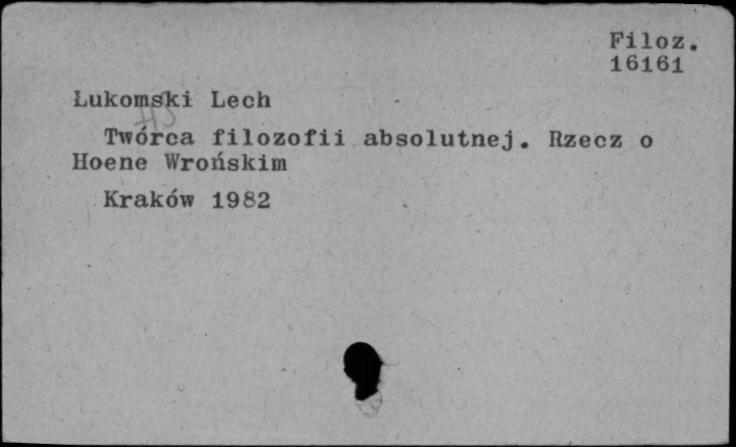 Filoz.
16161
Łukomski Lech
Twórca filozofii absolutnej. Rzecz o
Hoene Wrońskim
Kraków 1982